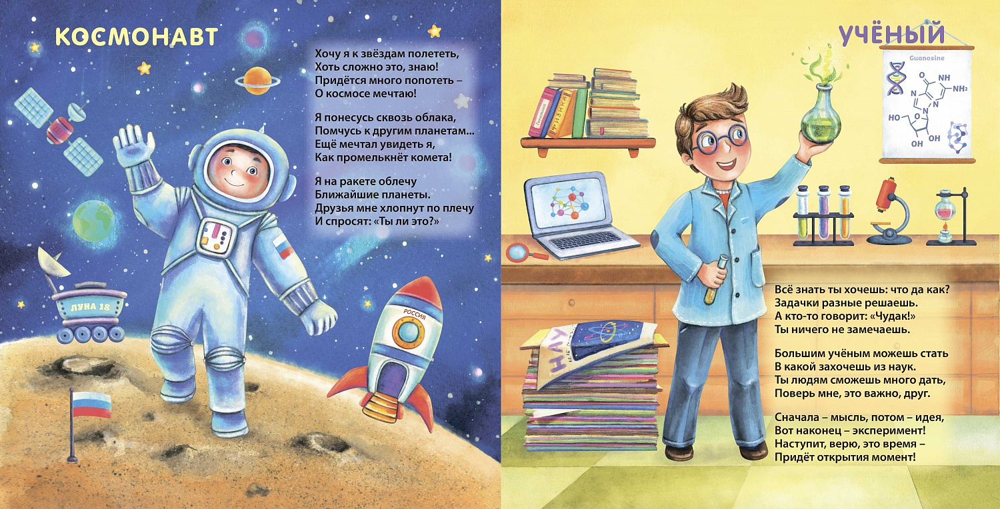 КОСМОНАВТ
Хочу я к звёздам полететь,
Хоть сложно это, знаю!
Придётся много попотеть –
О космосе мечтаю!
Я понесусь сквозь облака,
Помчусь к другим планетам...
Ещё мечтал увидеть я,
Как промелькнёт комета!
Я на ракете облечу
Ближайшие планеты.
Друзья мне хлопнут по плечу
И спросят: «Ты ли это?»
ЛУНА 18
РОССИЯ
УЧЁНЫЙ
Guanosine
O
NH
NH₂
N
N
N
HO
O
OH
OH
Генетика
ФИЗИКА
НАУ
Всё знать ты хочешь: что да как?
Задачки разные решаешь.
А кто-то говорит: «Чудак!»
Ты ничего не замечаешь.
Большим учёным можешь стать
В какой захочешь из наук.
Ты людям сможешь много дать,
Поверь мне, это важно, друг.
Сначала – мысль, потом – идея,
Вот наконец – эксперимент!
Наступит, верю, это время –
Придёт открытия момент!